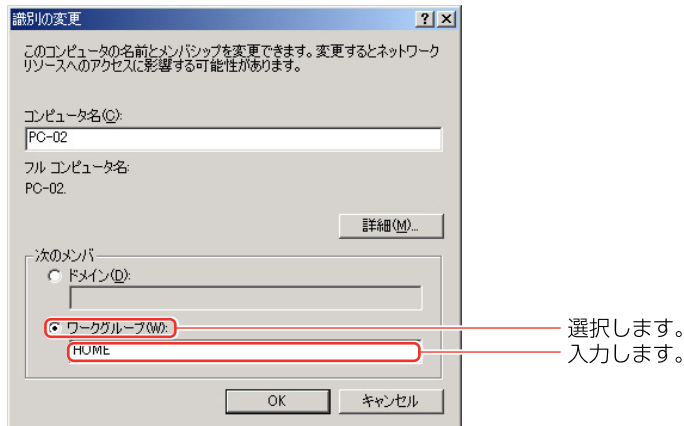 識別の変更
このコンピュータの名前とメンバシップを変更できます。変更するとネットワーク
リソースへのアクセスに影響する可能性があります。
コンピュータ名(C):
PC-02
フル コンピュータ名:
PC-02.
詳細(M)...
次のメンバ
ドメイン(D):
ワークグループ(W):
選択します。
HOME
入力します。
OK
キャンセル